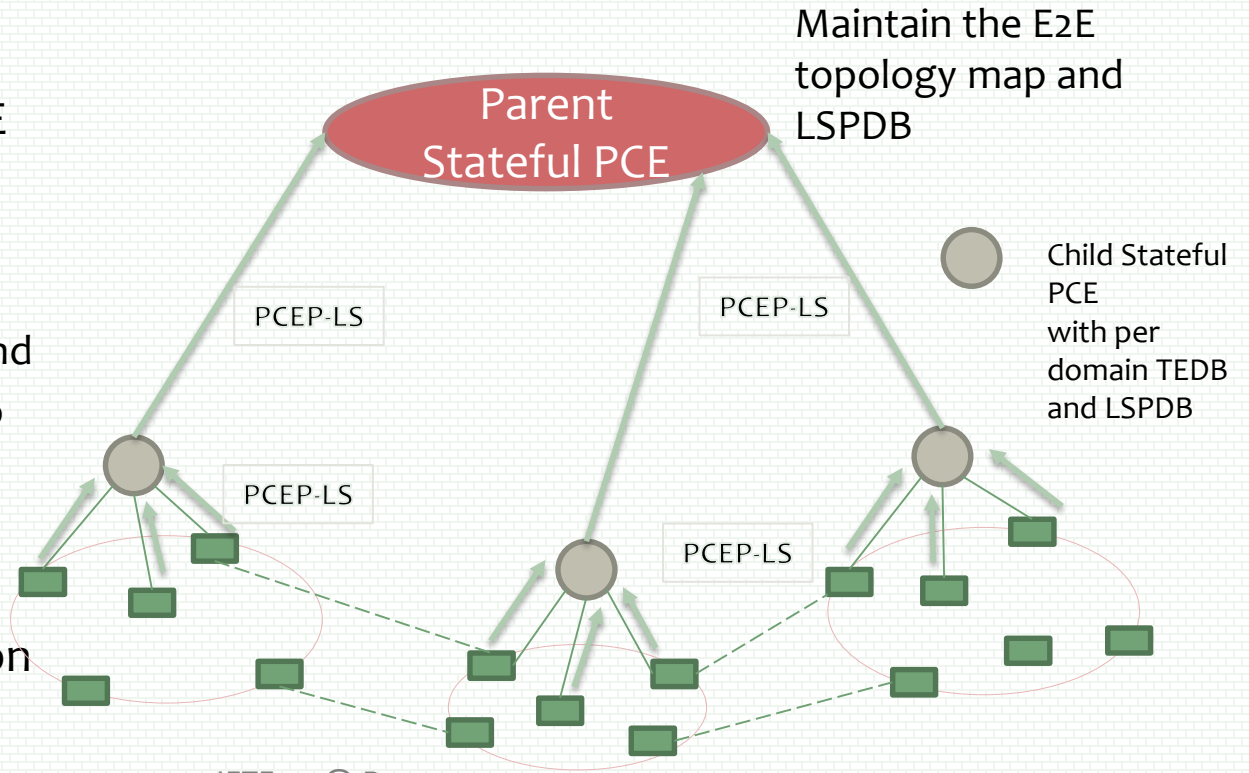 Maintain the E2E
topology map and
LSPDB
Parent
Stateful PCE
Child Stateful
PCE
with per
domain TEDB
and LSPDB
PCEP-LS
PCEP-LS
PCEP-LS
PCEP-LS